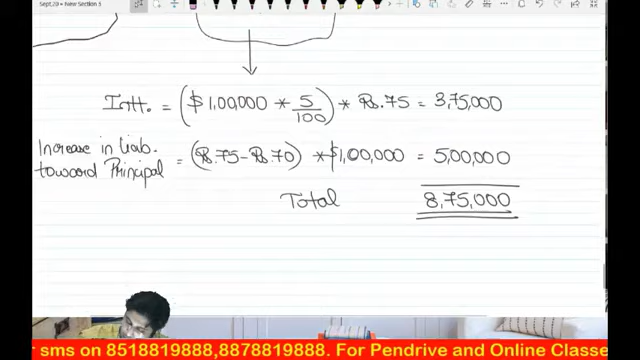 Sept.20 - New Section 3
Intt. = ($ 1,00,000 * 5/100) * Rs.75 = 3,75,000
Increase in Liab. toward Principal = (Rs.75 - Rs.70) * $1,00,000 = 5,00,000
Total 8,75,000
r sms on 8518819888,8878819888. For Pendrive and Online Classe